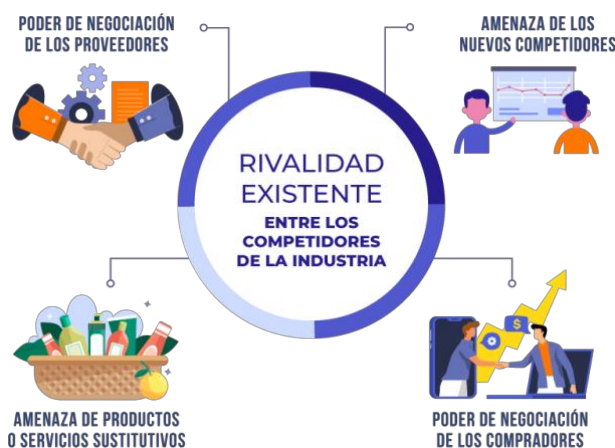 PODER DE NEGOCIACIÓN
DE LOS PROVEEDORES
AMENAZA DE LOS
NUEVOS COMPETIDORES
RIVALIDAD
EXISTENTE
ENTRE LOS
COMPETIDORES
DE LA INDUSTRIA
$
AMENAZA DE PRODUCTOS
O SERVICIOS SUSTITUTIVOS
PODER DE NEGOCIACIÓN
DE LOS COMPRADORES